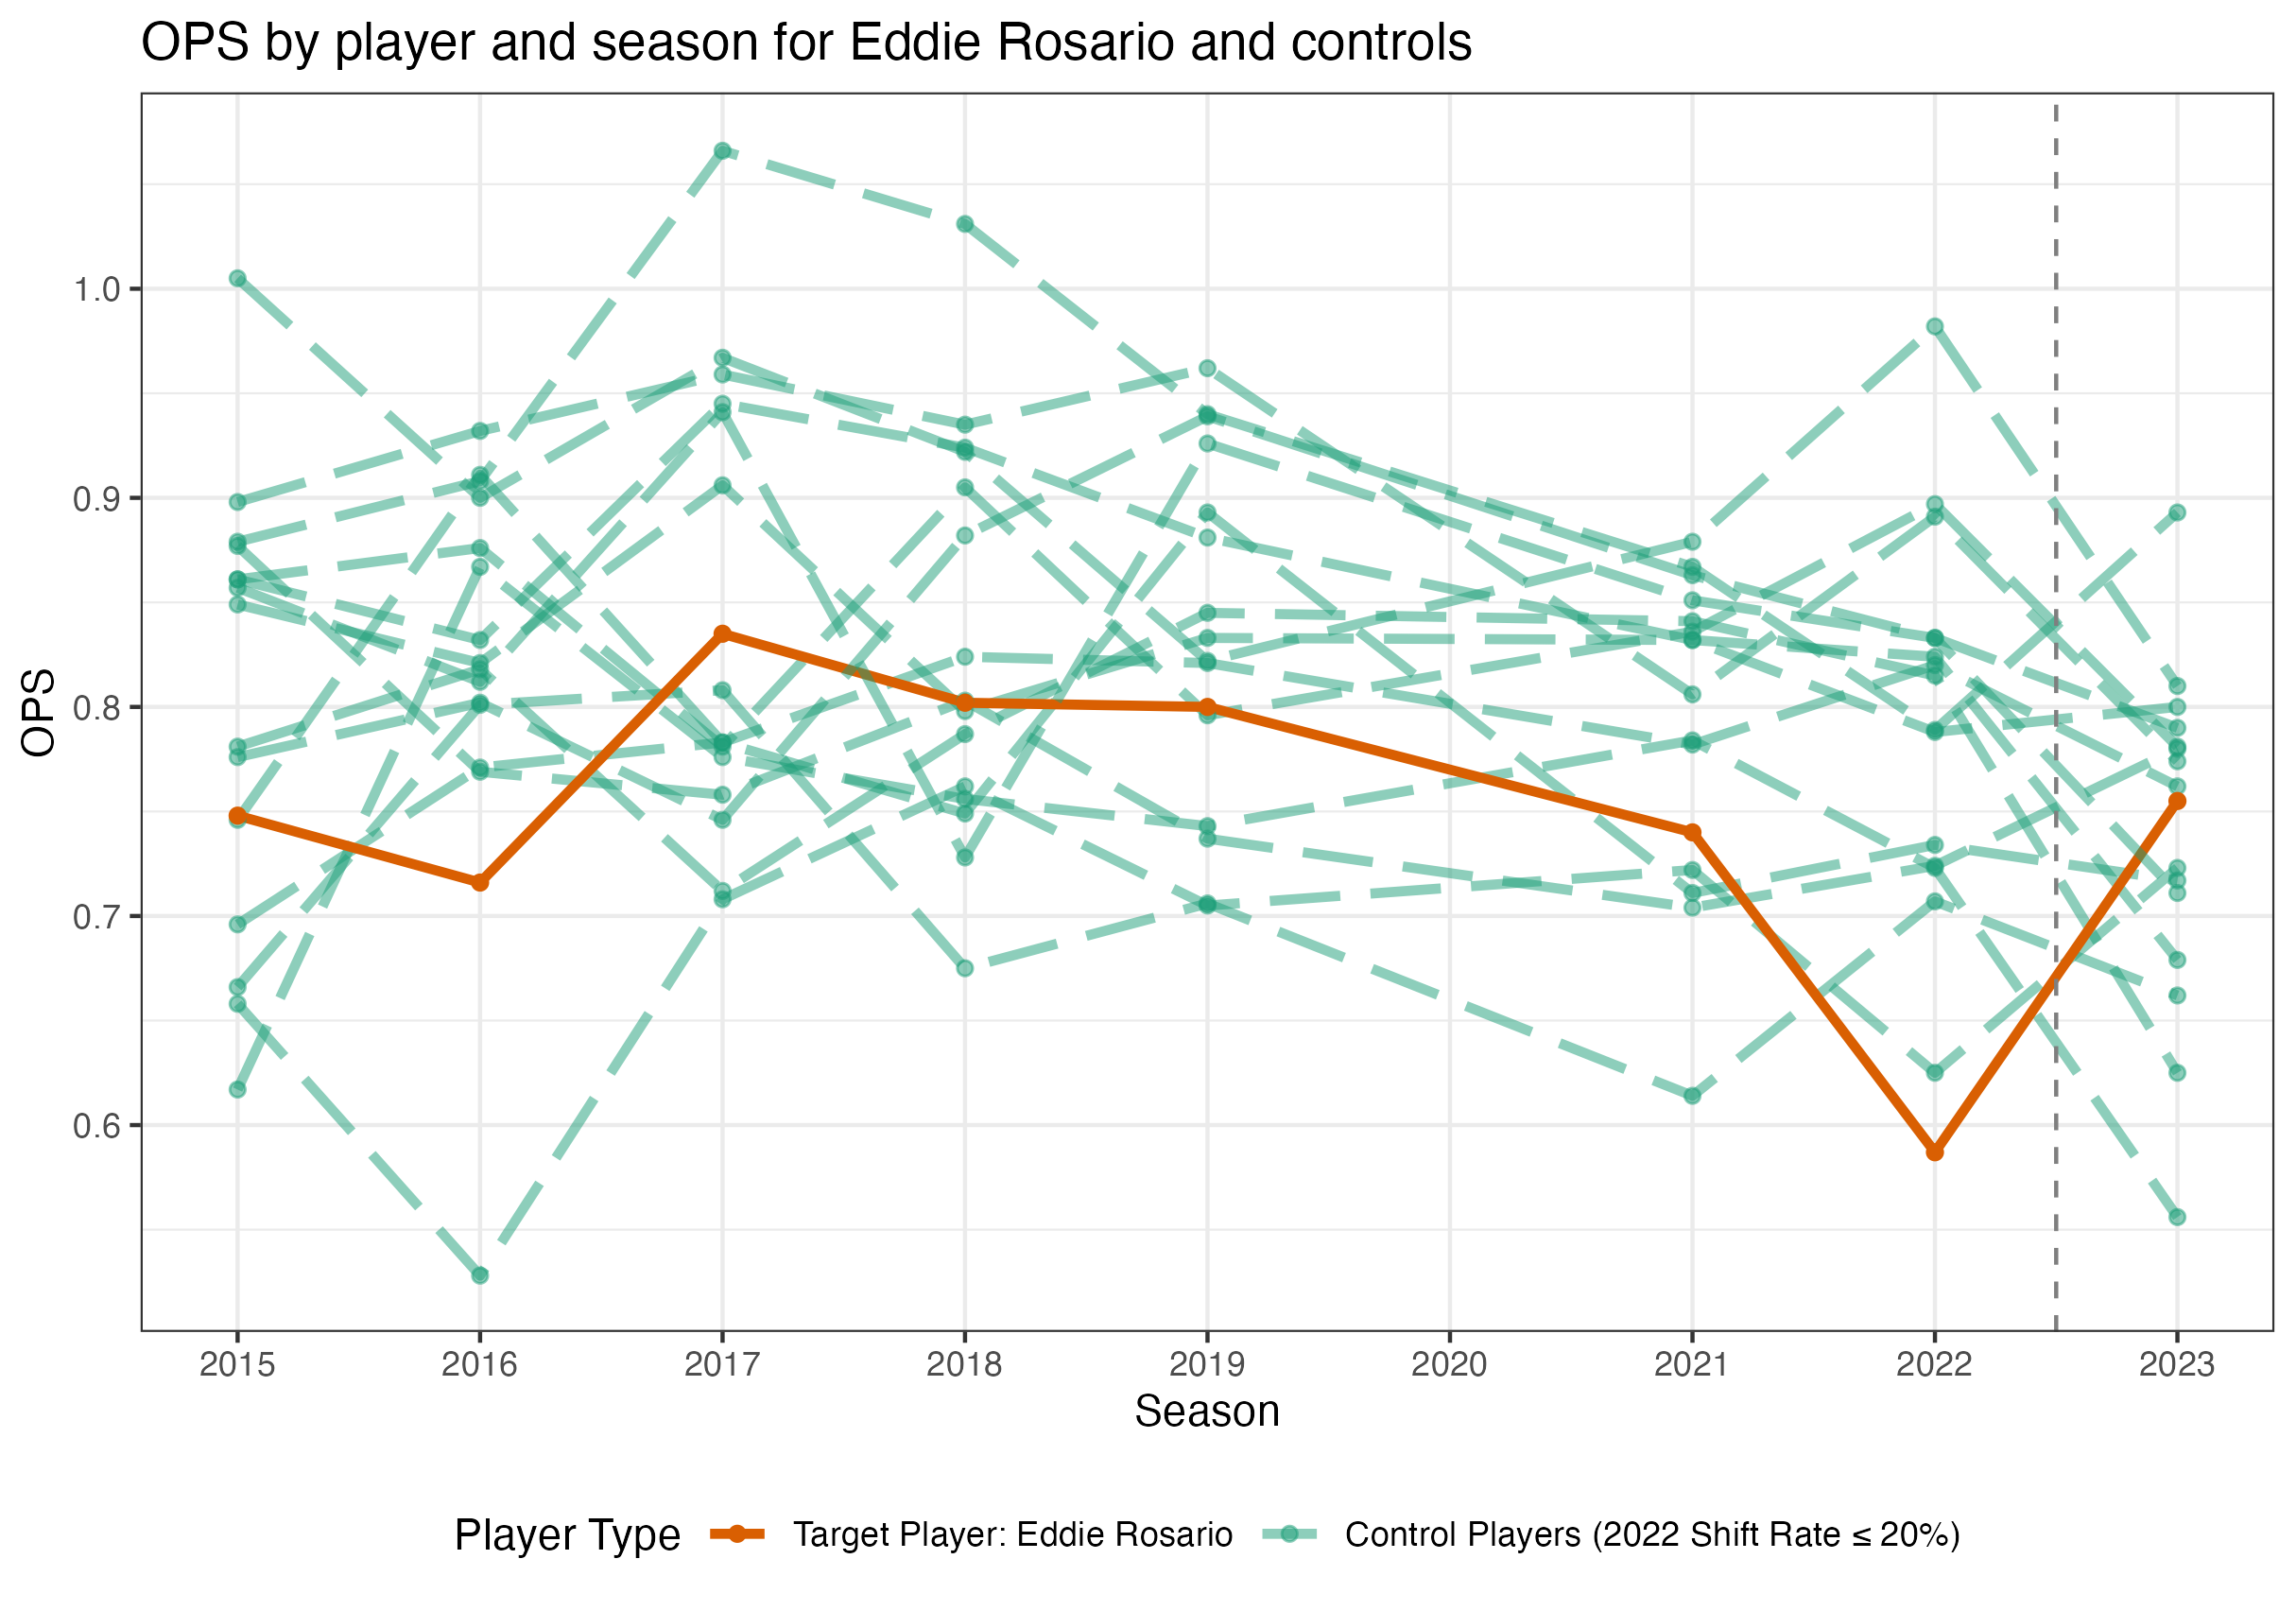 OPS by player and season for Eddie Rosario and controls
OPS
1.0
0.9
0.8
0.7
0.6
2015 2016 2017 2018 2019 2020 2021 2022 2023
Season
Player Type Target Player: Eddie Rosario Control Players (2022 Shift Rate ≤ 20%)